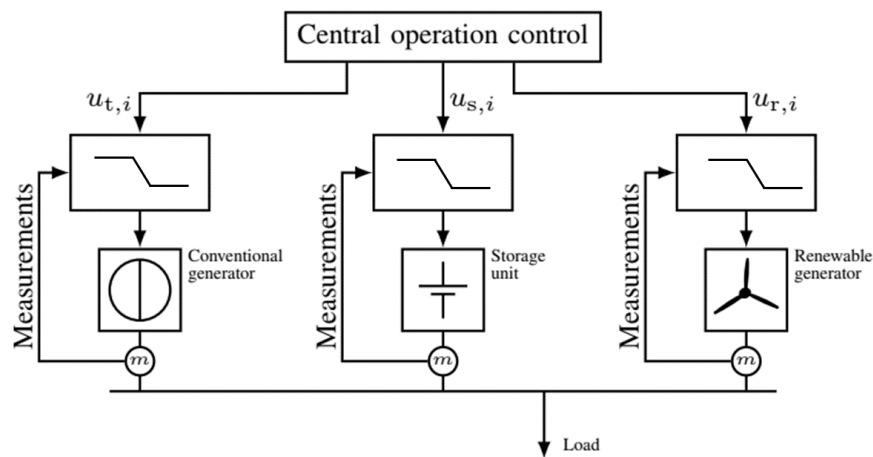 Central operation control
u_{t,i}
u_{s,i}
u_{r,i}
Measurements
Measurements
Measurements
Conventional
generator
Storage
unit
Renewable
generator
m
m
m
Load